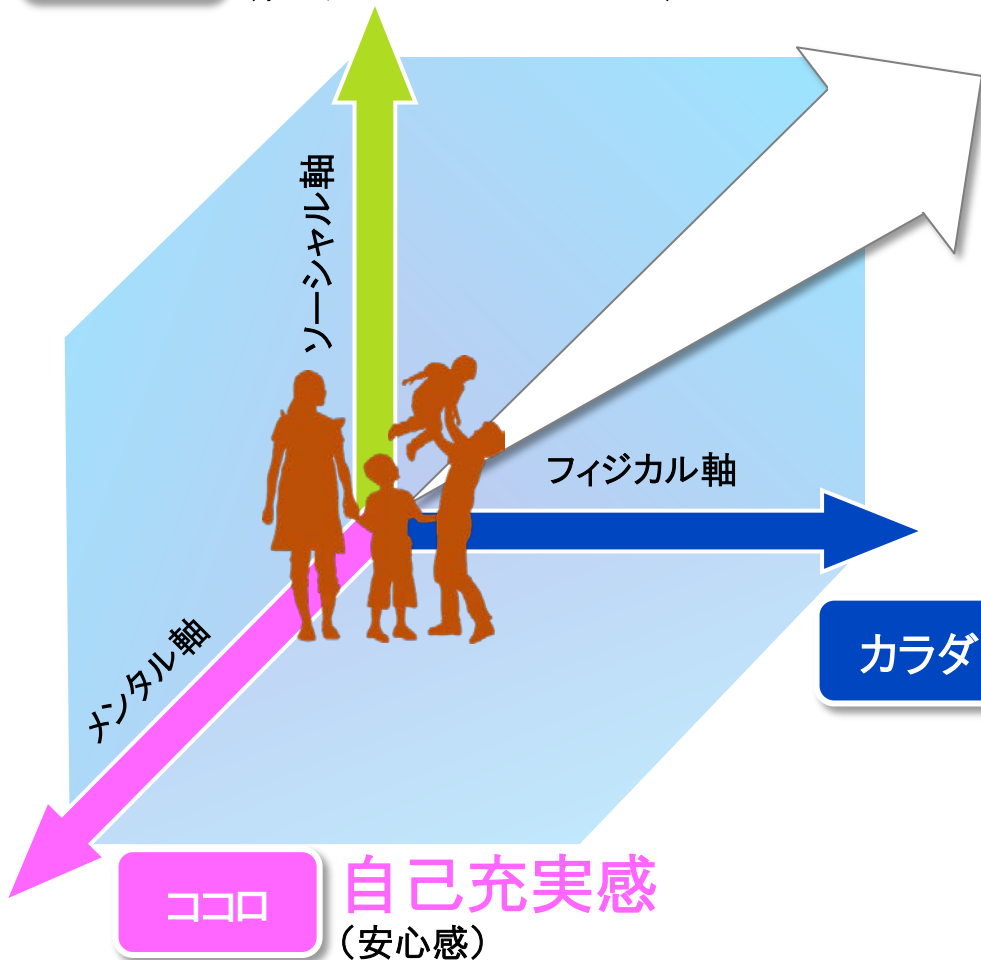 ソーシャル軸
フィジカル軸
カラダ
メンタル軸
ココロ
自己充実感
（安心感）